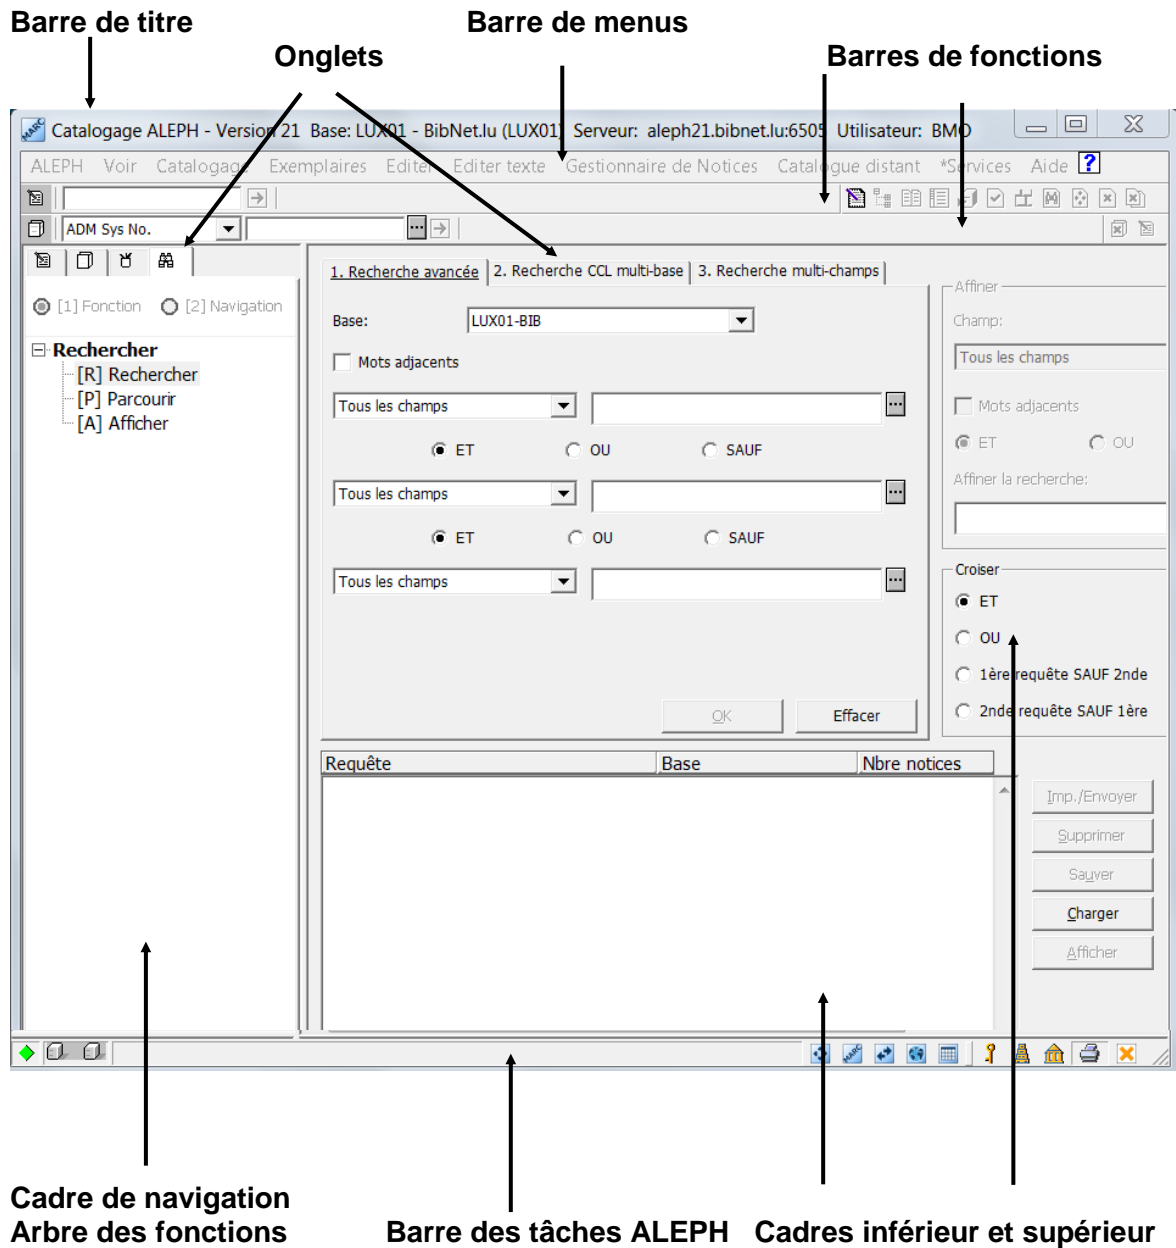 Barre de titre
Barre de menus
Onglets
Barres de fonctions
Catalogage ALEPH - Version 21 Base: LUX01 - BibNet.lu (LUX01) Serveur: aleph21.bibnet.lu:6505 Utilisateur: BMO
ALEPH Voir Catalogage Exemplaires Editer Editer texte Gestionnaire de Notices Catalogue distant *Services Aide ?
ADM Sys No.
1. Recherche avancée 2. Recherche CCL multi-base 3. Recherche multi-champs
[1] Fonction [2] Navigation
Rechercher
[R] Rechercher
[P] Parcourir
[A] Afficher
Base: LUX01-BIB
Mots adjacents
Tous les champs
ET OU SAUF
Tous les champs
ET OU SAUF
Tous les champs
OK Effacer
Affiner
Champ:
Tous les champs
Mots adjacents
ET OU
Affiner la recherche:
Croiser
ET
OU
1ère requête SAUF 2nde
2nde requête SAUF 1ère
Requête Base Nbre notices
Imp./Envoyer
Supprimer
Sauver
Charger
Afficher
MARC
Cadre de navigation
Arbre des fonctions
Barre des tâches ALEPH
Cadres inférieur et supérieur